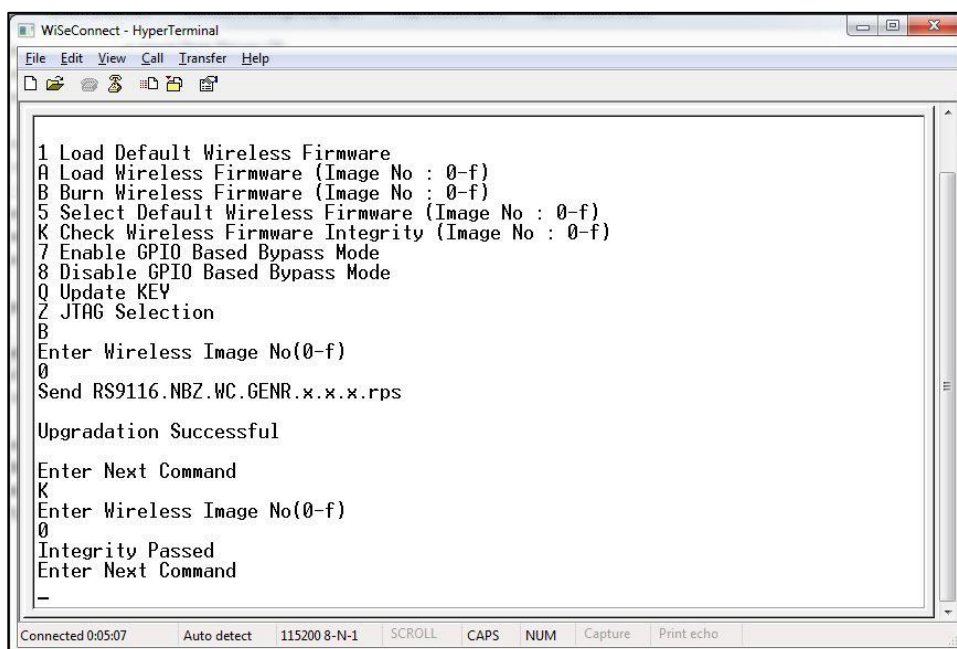 WiSeConnect - HyperTerminal
File Edit View Call Transfer Help
1 Load Default Wireless Firmware
A Load Wireless Firmware (Image No : 0-f)
B Burn Wireless Firmware (Image No : 0-f)
5 Select Default Wireless Firmware (Image No : 0-f)
K Check Wireless Firmware Integrity (Image No : 0-f)
7 Enable GPIO Based Bypass Mode
8 Disable GPIO Based Bypass Mode
Q Update KEY
Z JTAG Selection
B
Enter Wireless Image No(0-f)
0
Send RS9116.NBZ.WC.GENR.x.x.x.rps
Upgradation Successful
Enter Next Command
K
Enter Wireless Image No(0-f)
0
Integrity Passed
Enter Next Command
_
Connected 0:05:07 Auto detect 115200 8-N-1 SCROLL CAPS NUM Capture Print echo